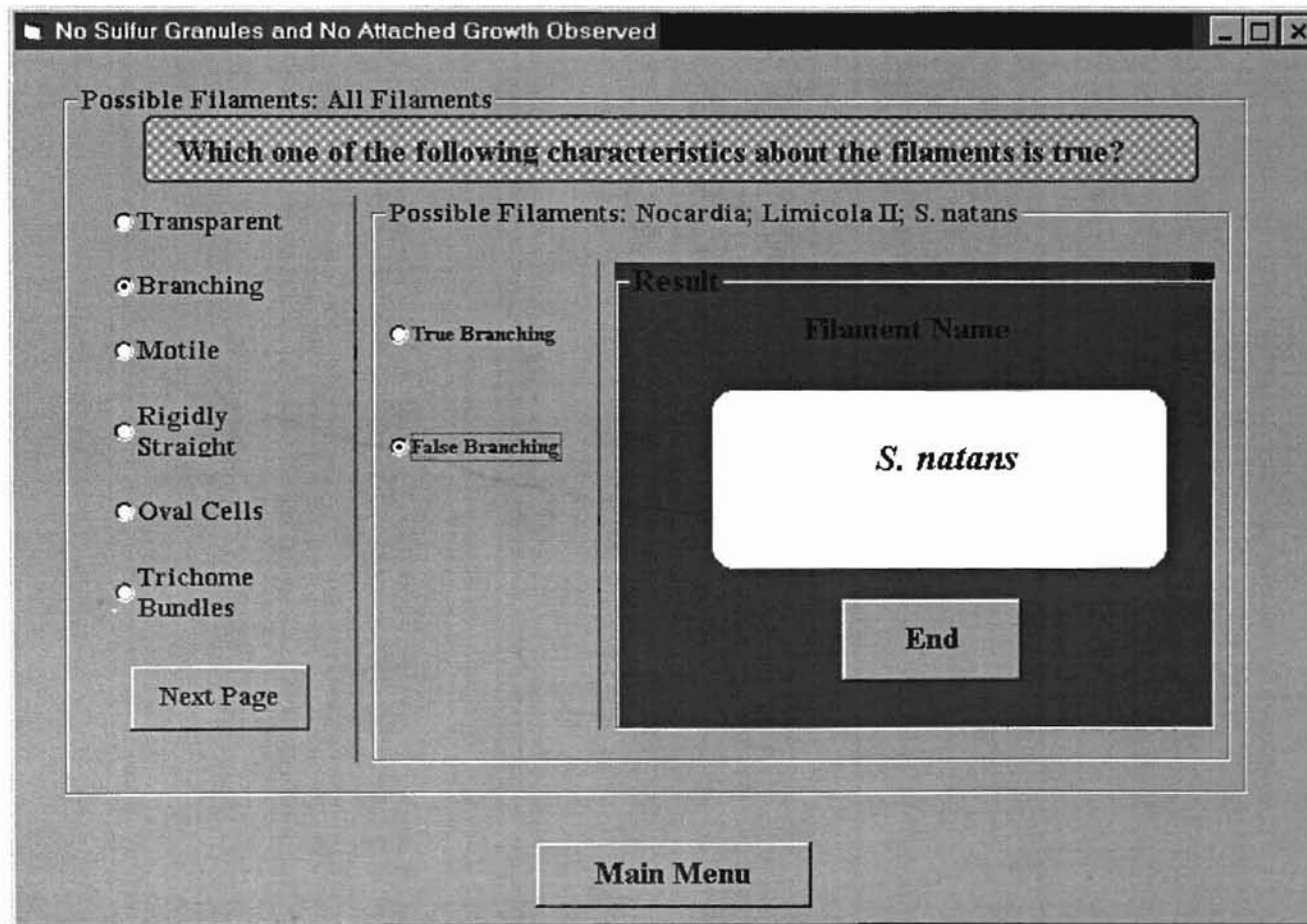 No Sulfur Granules and No Attached Growth Observed
Possible Filaments: All Filaments
Which one of the following characteristics about the filaments is true?
Transparent
Branching
Motile
Rigidly
Straight
Oval Cells
Trichome
Bundles
Next Page
Possible Filaments: Nocardia; Limicola II; S. natans
True Branching
False Branching
Result
Filament Name
S. natans
End
Main Menu